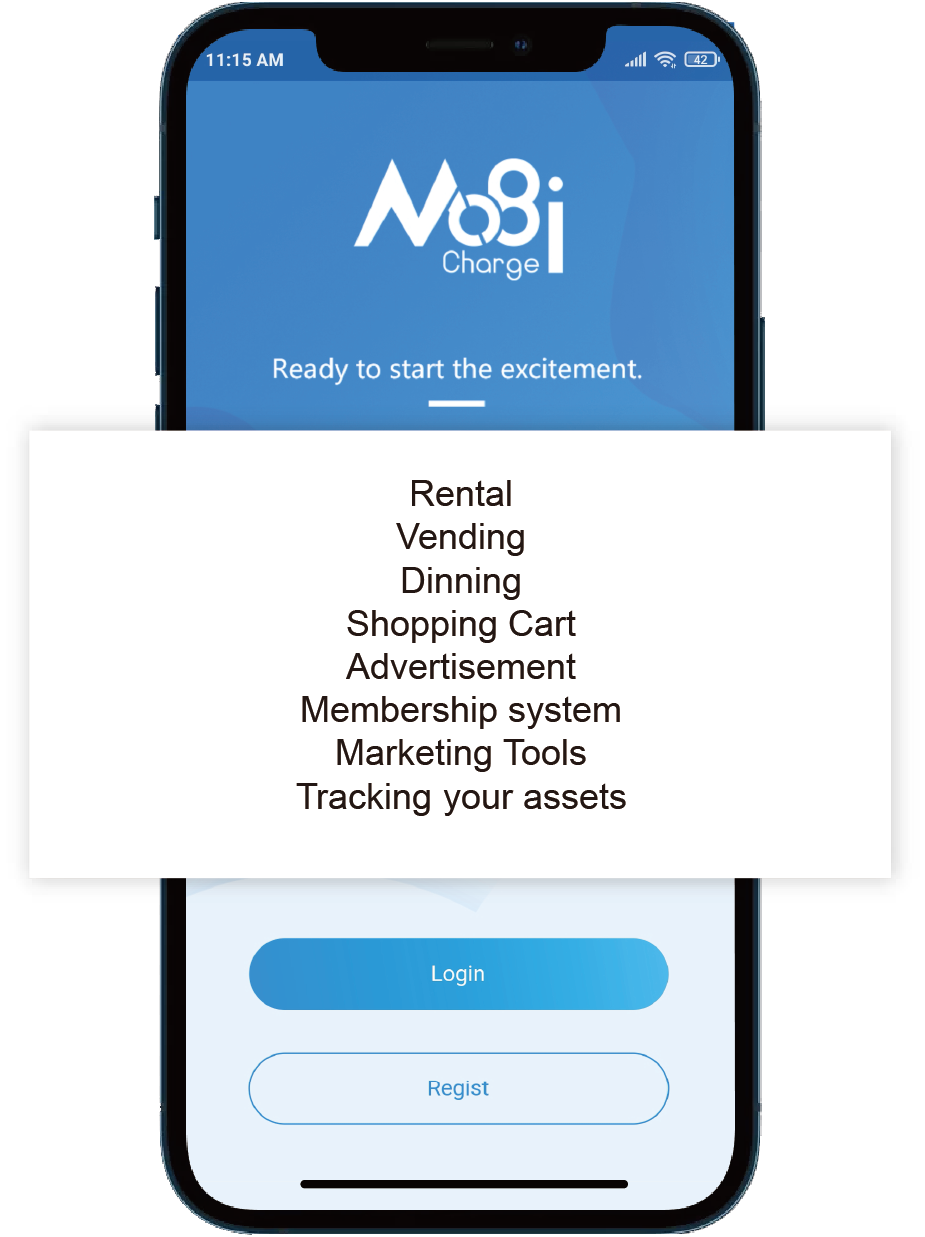 11:15 AM
42
Mo8i
Charge
Ready to start the excitement.
Rental
Vending
Dinning
Shopping Cart
Advertisement
Membership system
Marketing Tools
Tracking your assets
Login
Regist